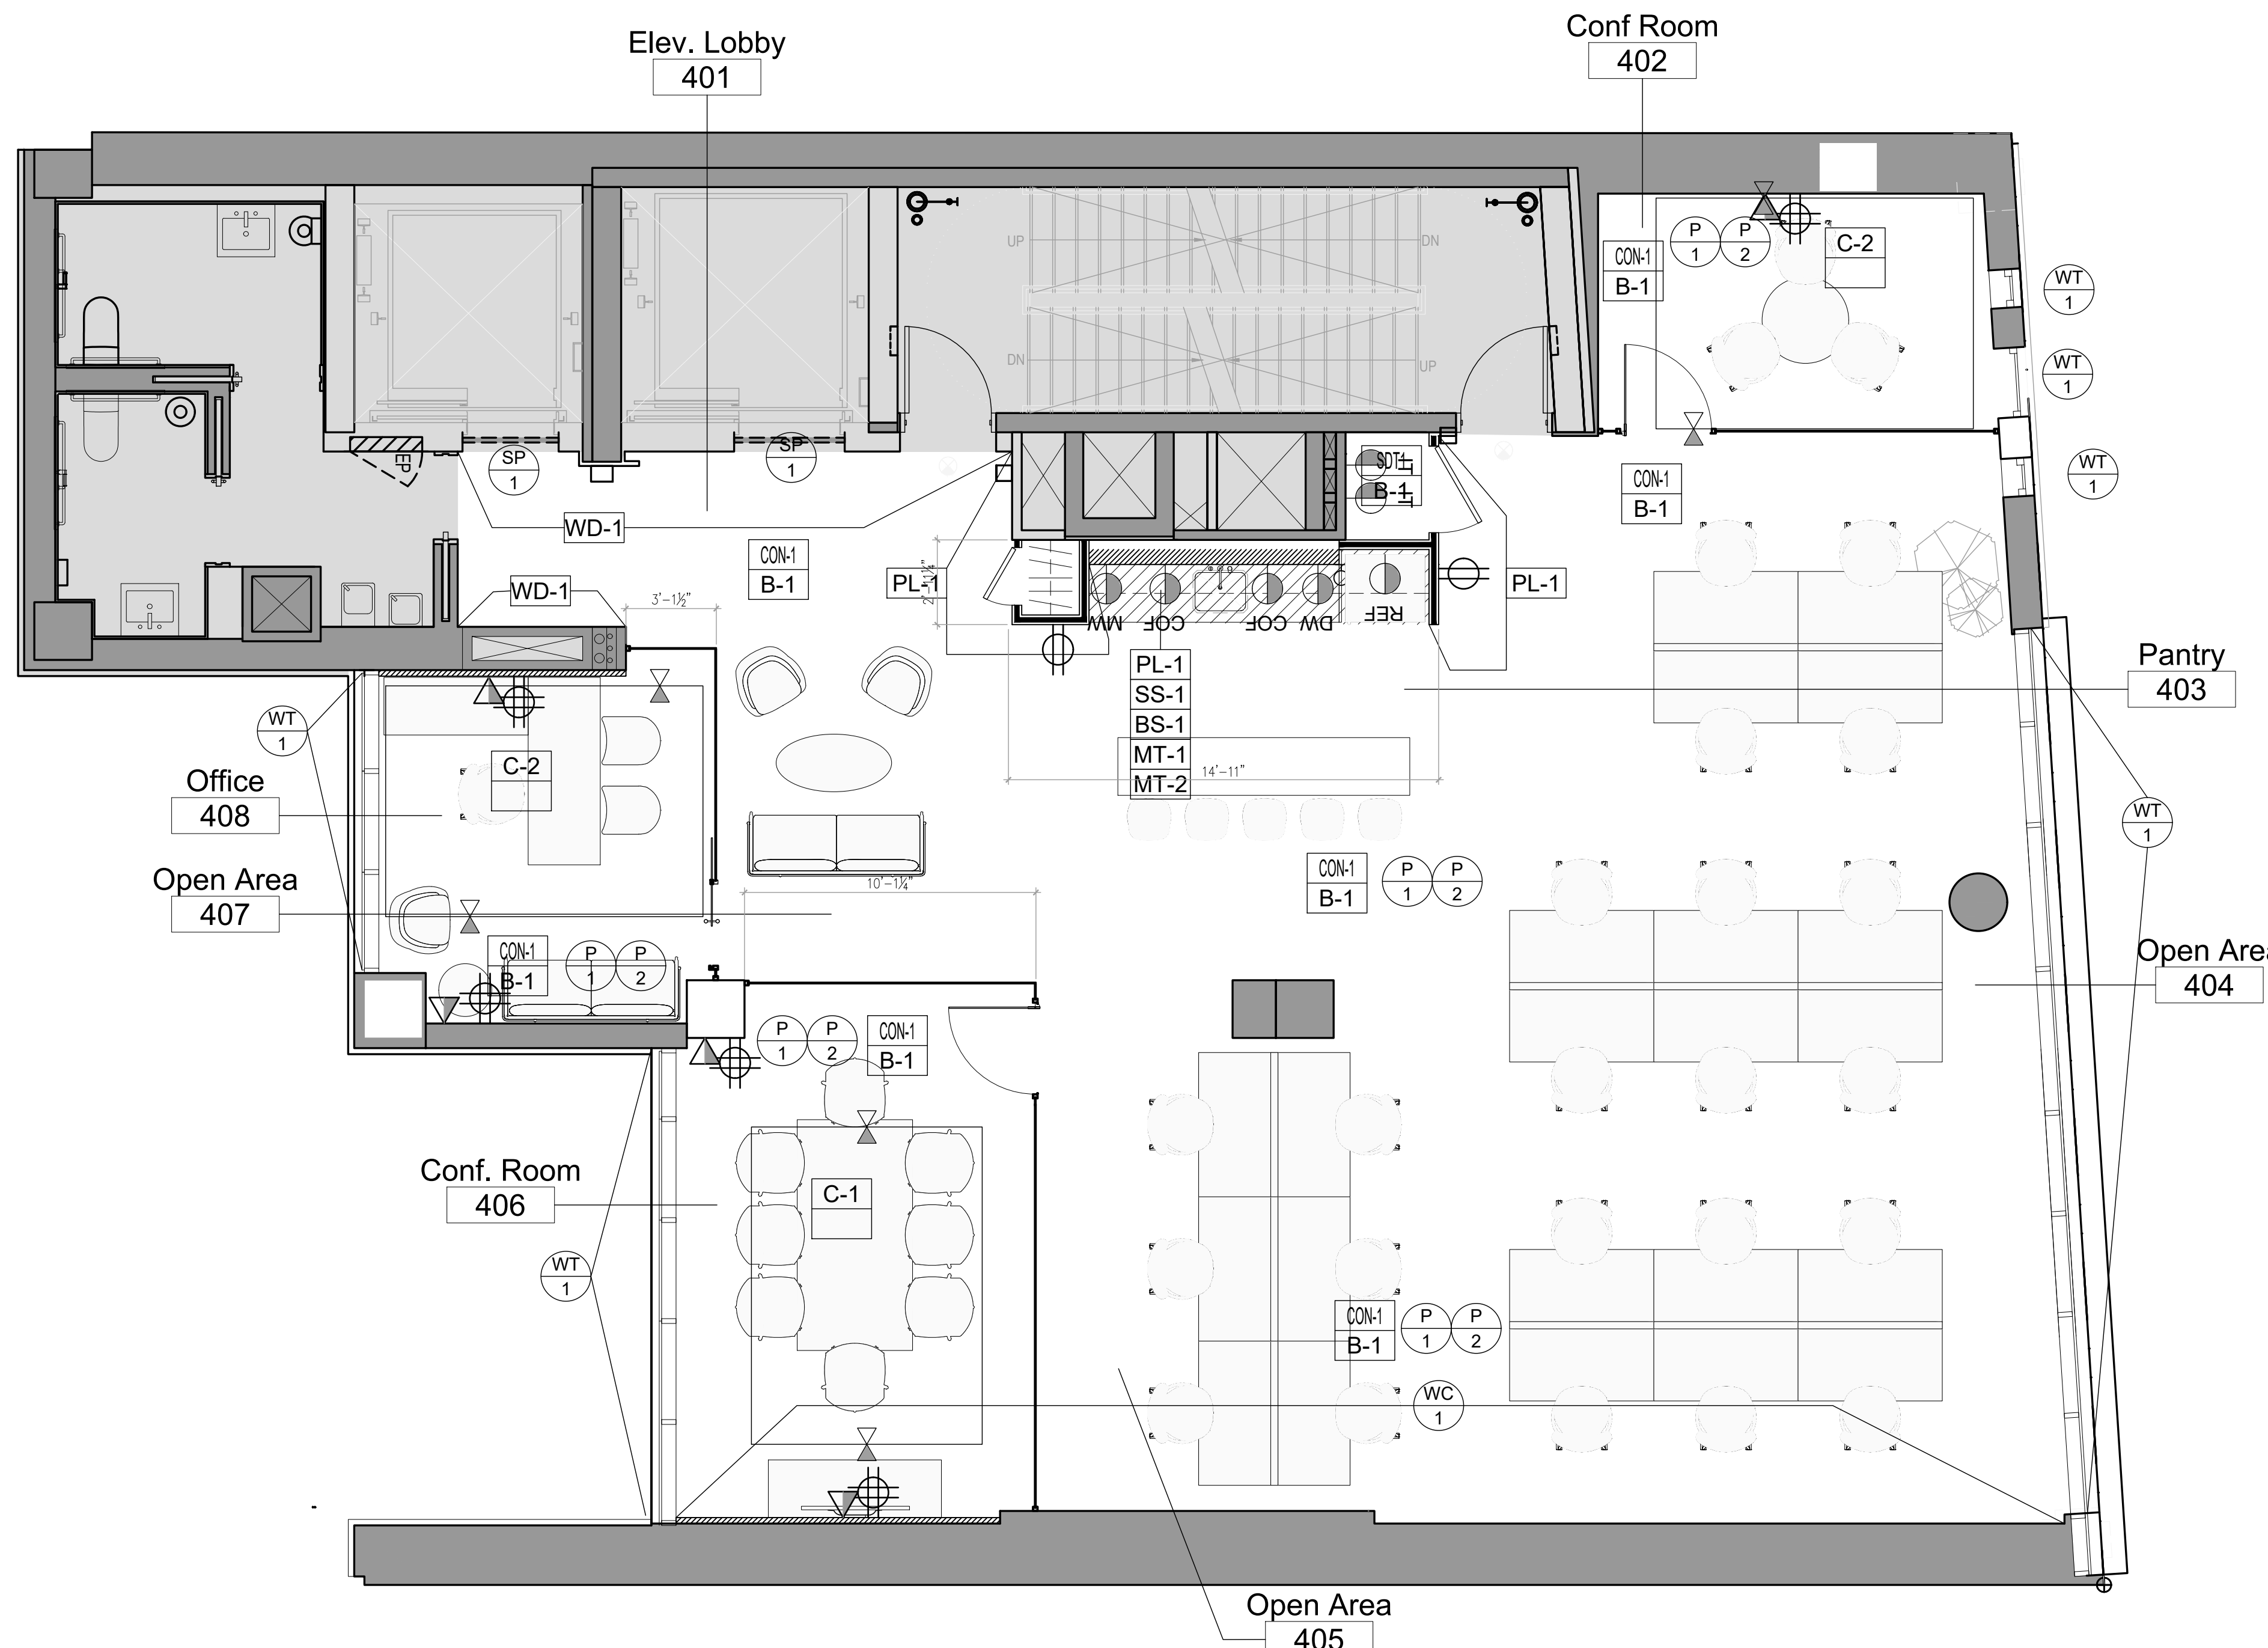 Conf Room
402
Elev. Lobby
401
UP
DN
DN
UP
P
1
P
2
C-2
CON-1
B-1
WT
1
WT
1
WT
1
SP
1
SP
1
EP
SDT1
B-1
CON-1
B-1
WD-1
CON-1
B-1
WD-1
PL-1
2'-11¼"
PL-1
3'-1½"
MW
COF
COF
DW
REF
PL-1
SS-1
BS-1
MT-1
MT-2
14'-11"
Pantry
403
WT
1
C-2
Office
408
WT
1
Open Area
407
10'-1¼"
CON-1
B-1
P
1
P
2
CON-1
B-1
P
1
P
2
Open Area
404
P
1
P
2
CON-1
B-1
Conf. Room
406
C-1
WT
1
CON-1
B-1
P
1
P
2
WC
1
Open Area
405